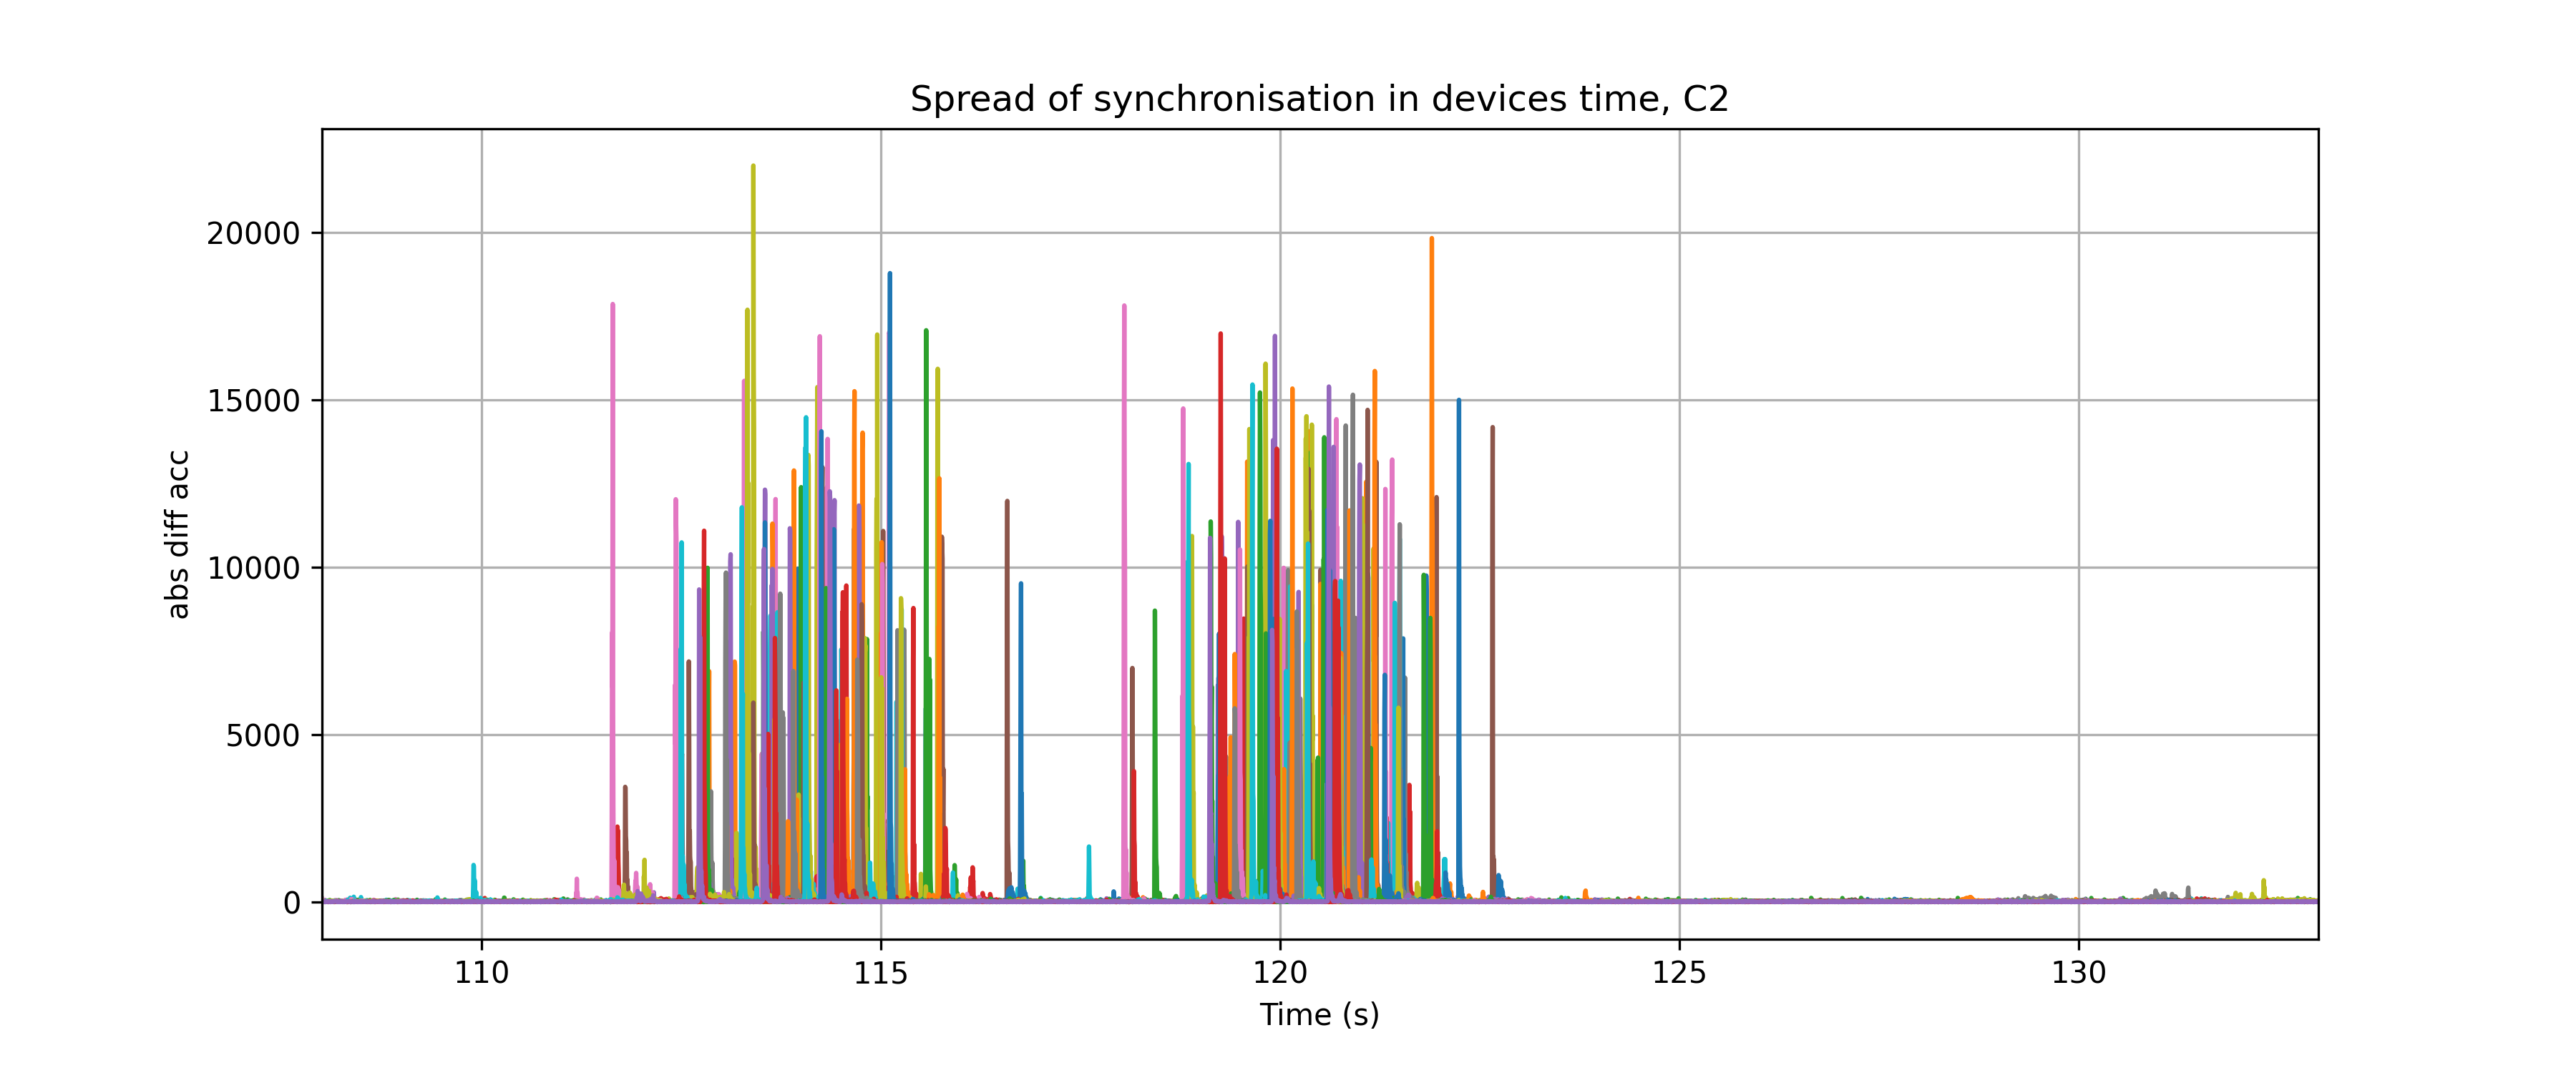 Spread of synchronisation in devices time, C2
abs diff acc
20000
15000
10000
5000
0
110 115 120 125 130
Time (s)